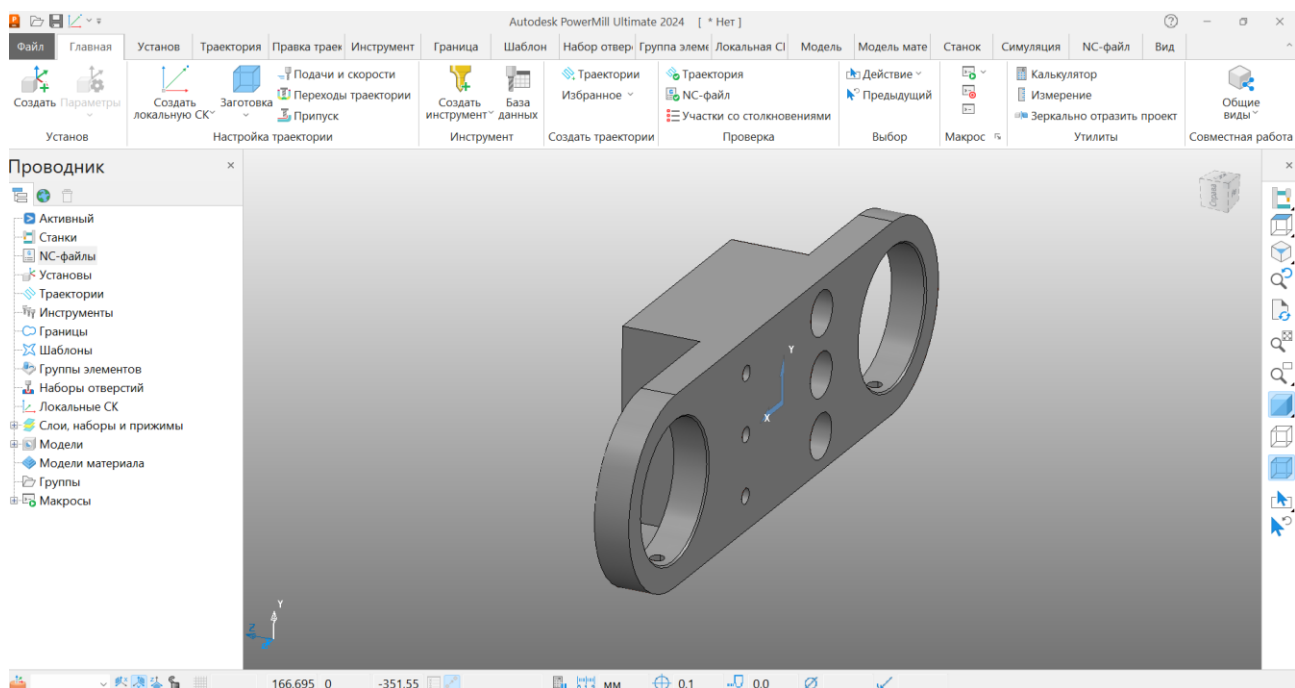 Autodesk PowerMill Ultimate 2024 [ * Нет ]
Файл Главная Установ Траектория Правка траек Инструмент Граница Шаблон Набор отвер Группа элеме Локальная СІ Модель Модель мате Станок Симуляция NC-файл Вид
Создать Параметры
Установ
Создать локальную СК
Заготовка
Подачи и скорости
Переходы траектории
Припуск
Настройка траектории
Создать инструмент
База данных
Инструмент
Траектории
Избранное
Создать траектории
Траектория
NC-файл
Участки со столкновениями
Проверка
Действие
Предыдущий
Выбор
Макрос
Калькулятор
Измерение
Зеркально отразить проект
Утилиты
Общие виды
Совместная работа
Проводник
Активный
Станки
NC-файлы
Установы
Траектории
Инструменты
Границы
Шаблоны
Группы элементов
Наборы отверстий
Локальные СК
Слои, наборы и прижимы
Модели
Модели материала
Группы
Макросы
Справа
Y
X
Y
Z
166.695 0 -351.55 мм 0.1 0.0